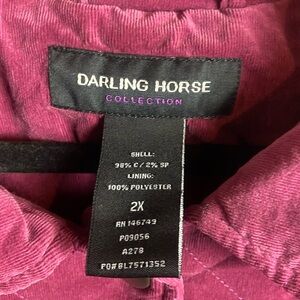 DARLING HORSE
COLLECTION
SHELL:
98% C / 2% SP
LINING:
100% POLYESTER
2X
RN 146749
P09056
A278
PO#BL7571352